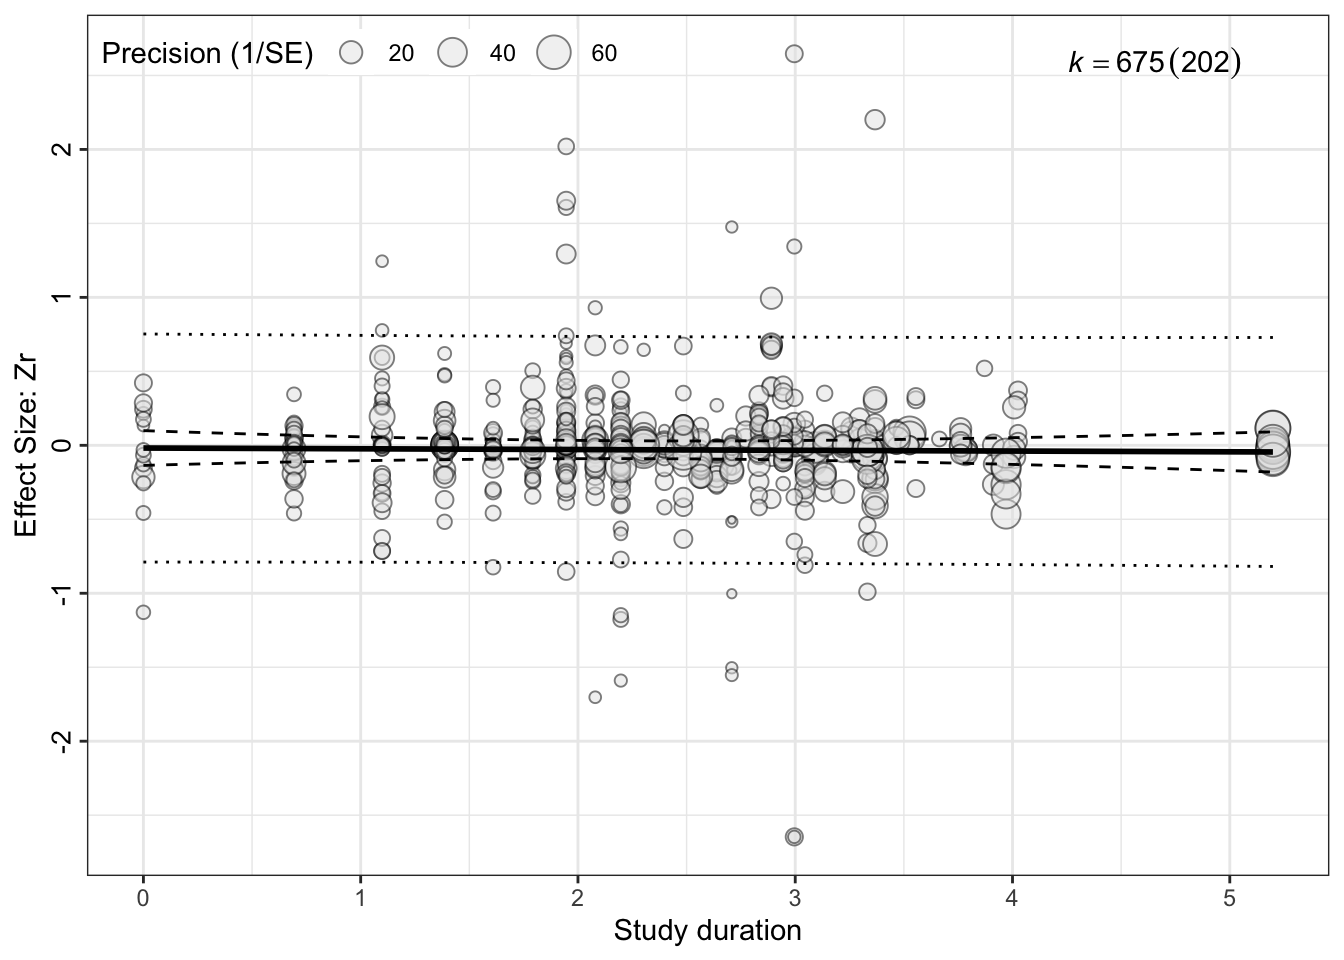 Precision (1/SE) 20 40 60
k = 675(202)
2
1
0
-1
-2
Effect Size: Zr
0 1 2 3 4 5
Study duration